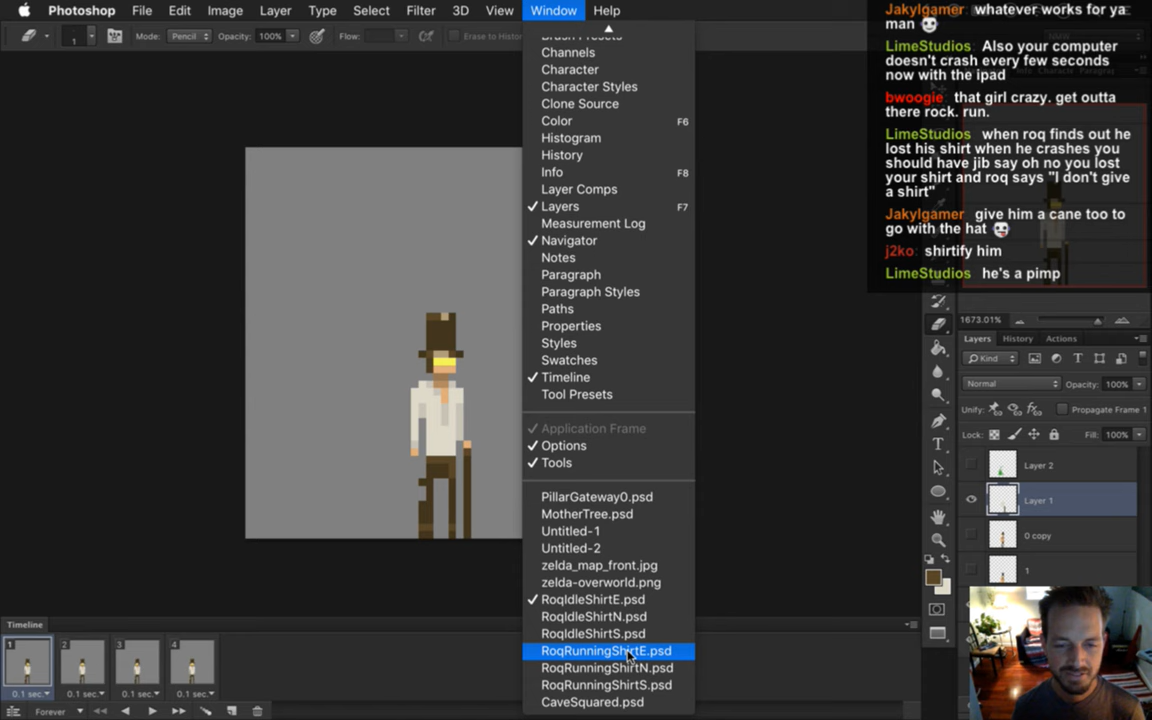 Photoshop File Edit Image Layer Type Select Filter 3D View Window Help
1 Mode: Pencil Opacity: 100% Flow: Erase to Histo
Brush Presets
Channels
Character
Character Styles
Clone Source
Color F6
Histogram
History
Info F8
Layer Comps
Layers F7
Measurement Log
Navigator
Notes
Paragraph
Paragraph Styles
Paths
Properties
Styles
Swatches
Timeline
Tool Presets
Application Frame
Options
Tools
PillarGateway0.psd
MotherTree.psd
Untitled-1
Untitled-2
zelda_map_front.jpg
zelda-overworld.png
RoqIdleShirtE.psd
RoqIdleShirtN.psd
RoqIdleShirtS.psd
RoqRunningShirtE.psd
RoqRunningShirtN.psd
RoqRunningShirtS.psd
CaveSquared.psd
Jakylgamer whatever works for ya
man
LimeStudios Also your computer
doesn't crash every few seconds
now with the ipad
bwoogie: that girl crazy. get outta
there rock. run.
LimeStudios when roq finds out he
lost his shirt when he crashes you
should have jib say oh no you lost
your shirt and roq says "I don't give
a shirt"
Jakylgamer give him a cane too to
go with the hat
j2ko: shirtify him
LimeStudios he's a pimp
1673.01%
Layers History Actions
Kind
Normal Opacity: 100%
Unify: Propagate Frame 1
Lock: Fill: 100%
Layer 2
Layer 1
0 copy
1
Timeline
1 2 3 4
0.1 sec. 0.1 sec. 0.1 sec. 0.1 sec.
Forever